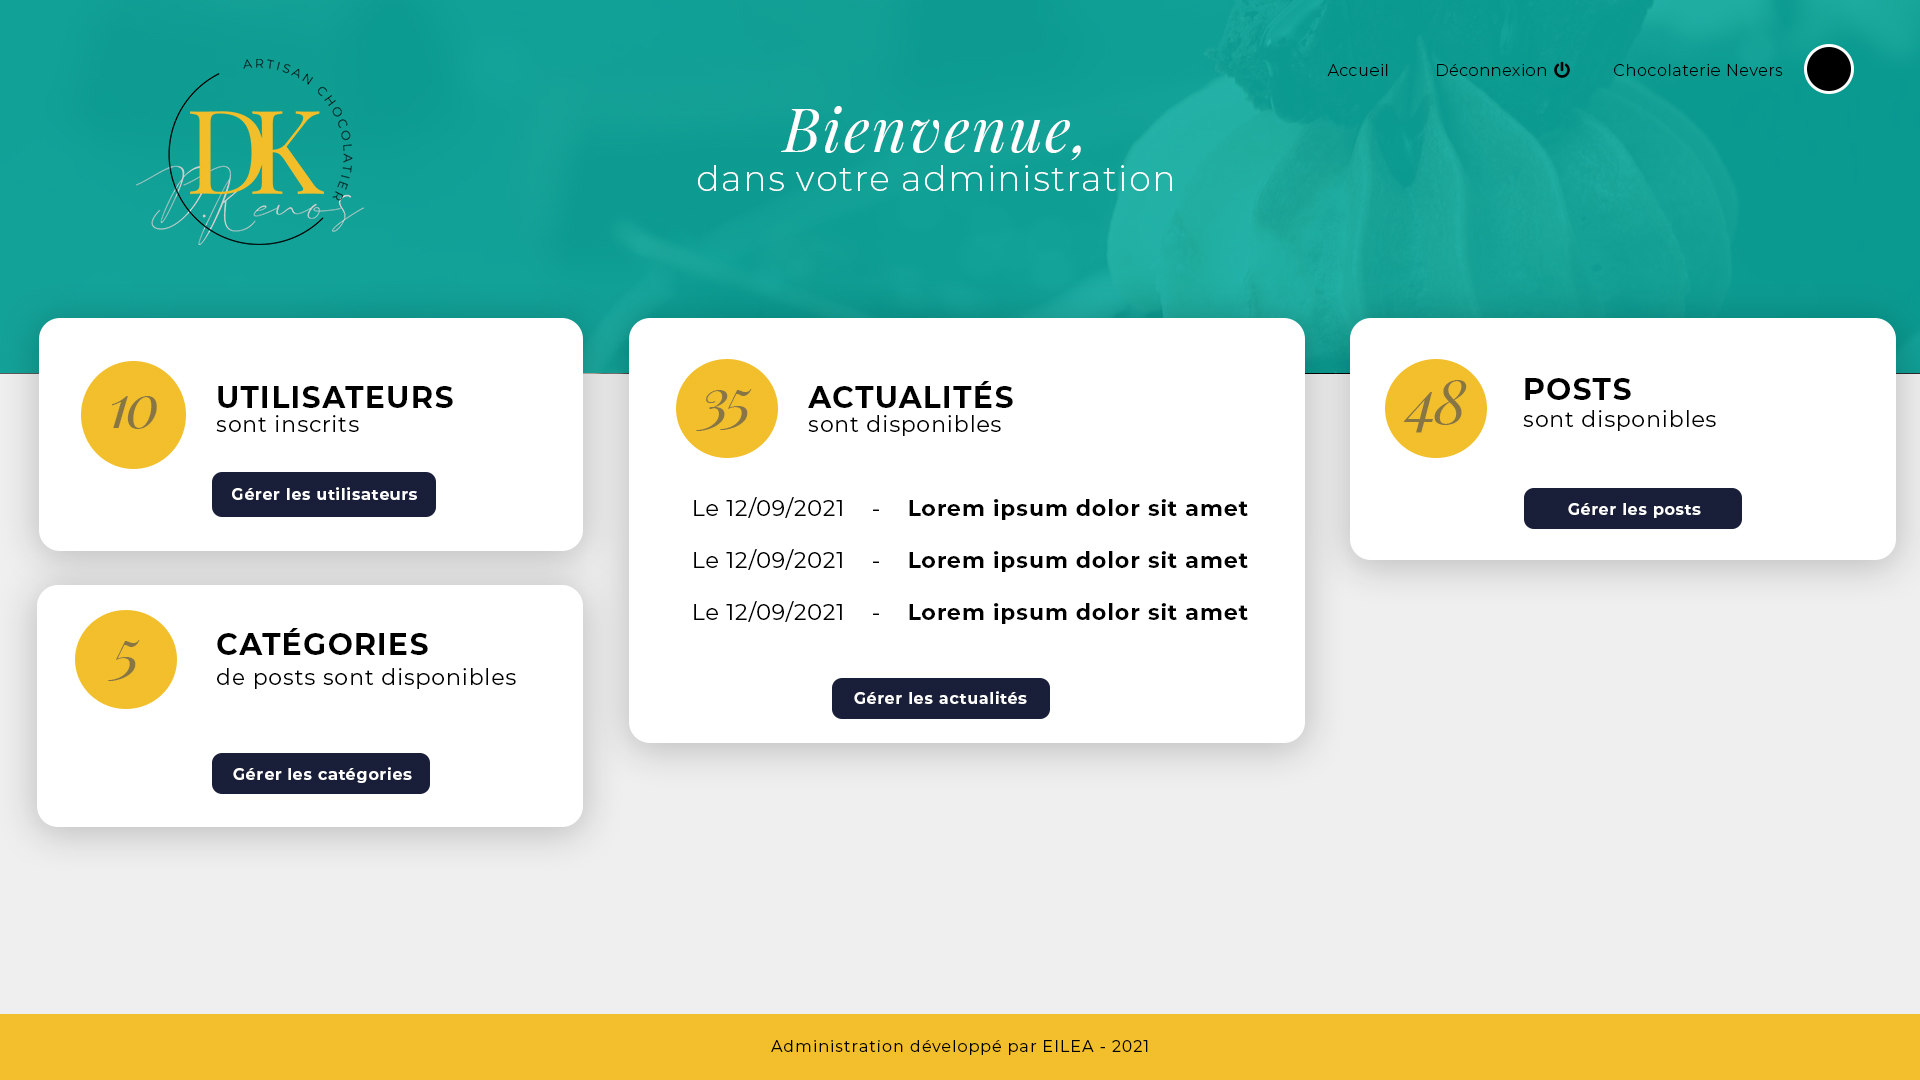 ARTISAN CHOCOLATIER
DK
D.Kenos
Accueil
Déconnexion
Chocolaterie Nevers
Bienvenue,
dans votre administration
10
UTILISATEURS
sont inscrits
Gérer les utilisateurs
5
CATÉGORIES
de posts sont disponibles
Gérer les catégories
35
ACTUALITÉS
sont disponibles
Le 12/09/2021 - Lorem ipsum dolor sit amet
Le 12/09/2021 - Lorem ipsum dolor sit amet
Le 12/09/2021 - Lorem ipsum dolor sit amet
Gérer les actualités
48
POSTS
sont disponibles
Gérer les posts
Administration développé par EILEA - 2021